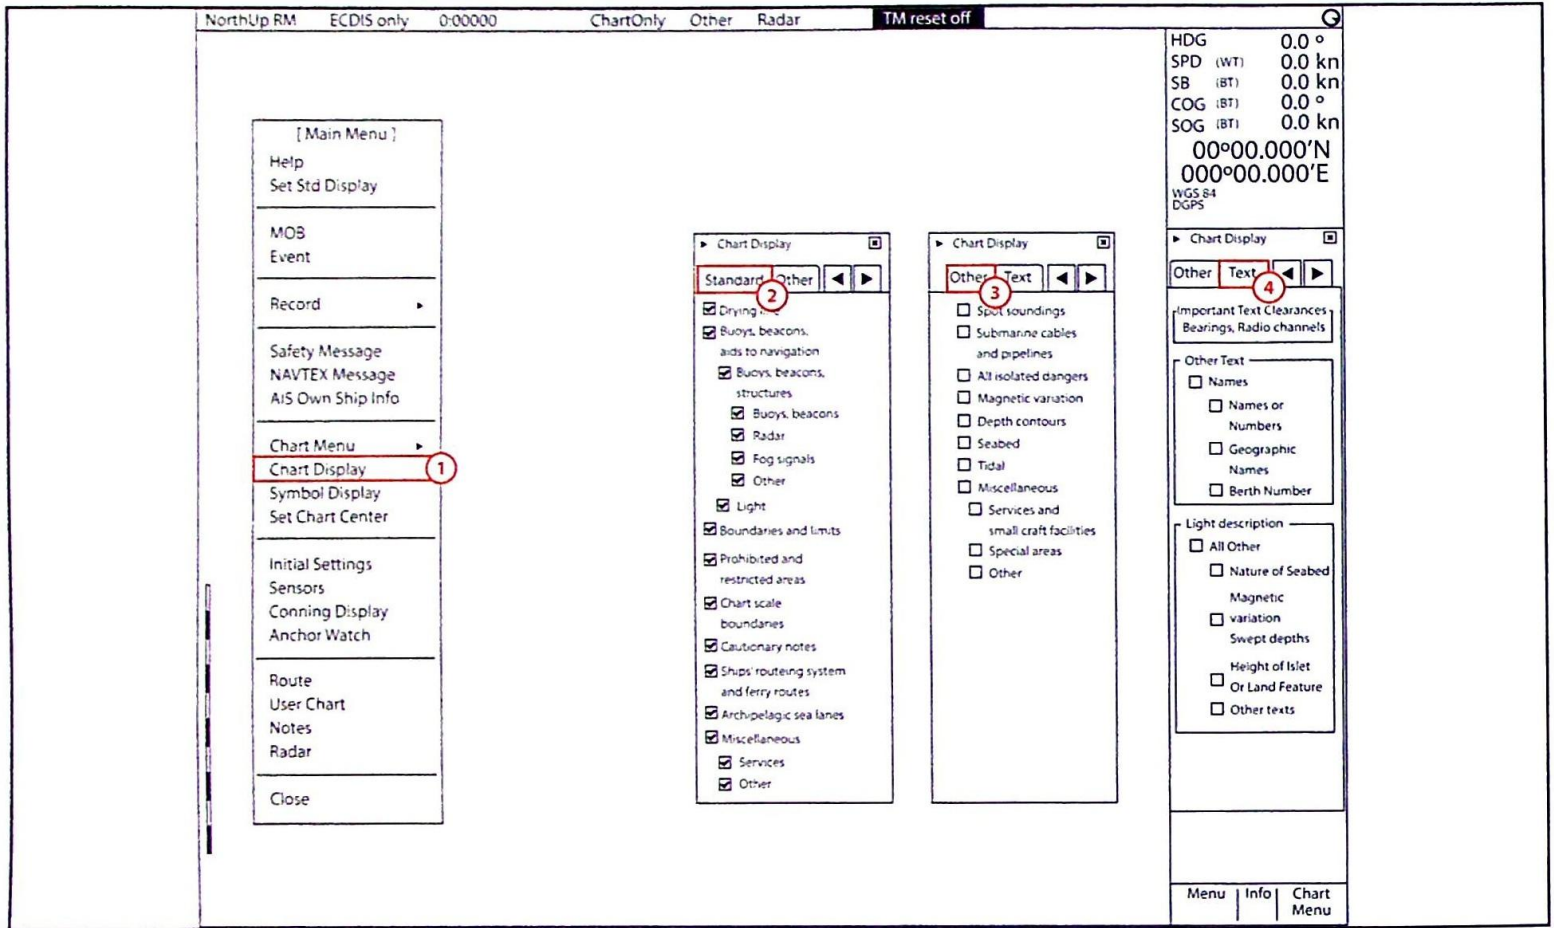 NorthUp RM ECDIS only 0:00000 ChartOnly Other Radar TM reset off
HDG 0.0 °
SPD (WT) 0.0 kn
SB (BT) 0.0 kn
COG (BT) 0.0 °
SOG (BT) 0.0 kn
00°00.000'N
000°00.000'E
WGS 84
DGPS
[ Main Menu ]
Help
Set Std Display
MOB
Event
Record
Safety Message
NAVTEX Message
AIS Own Ship Info
Chart Menu
Chart Display
1
Symbol Display
Set Chart Center
Initial Settings
Sensors
Conning Display
Anchor Watch
Route
User Chart
Notes
Radar
Close
Chart Display
Standard Other
2
Drying
Buoys, beacons,
aids to navigation
Buoys, beacons,
structures
Buoys, beacons
Radar
Fog signals
Other
Light
Boundaries and limits
Prohibited and
restricted areas
Chart scale
boundaries
Cautionary notes
Ships' routeing system
and ferry routes
Archipelagic sea lanes
Miscellaneous
Services
Other
Chart Display
Other Text
3
Spot soundings
Submarine cables
and pipelines
All isolated dangers
Magnetic variation
Depth contours
Seabed
Tidal
Miscellaneous
Services and
small craft facilities
Special areas
Other
Chart Display
Other Text
4
Important Text Clearances
Bearings, Radio channels
Other Text
Names
Names or
Numbers
Geographic
Names
Berth Number
Light description
All Other
Nature of Seabed
Magnetic
variation
Swept depths
Height of Islet
Or Land Feature
Other texts
Menu Info Chart
Menu